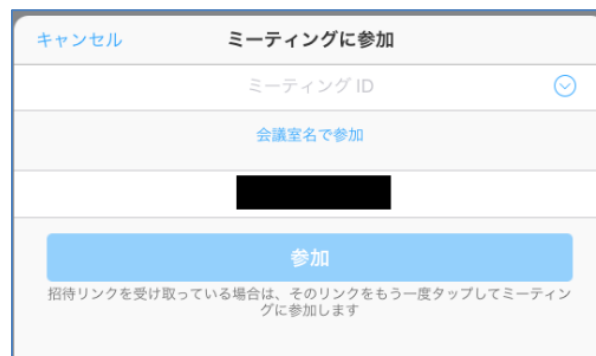 キャンセル ミーティングに参加
ミーティング ID
会議室名で参加
参加
招待リンクを受け取っている場合は、そのリンクをもう一度タップしてミーティン
グに参加します